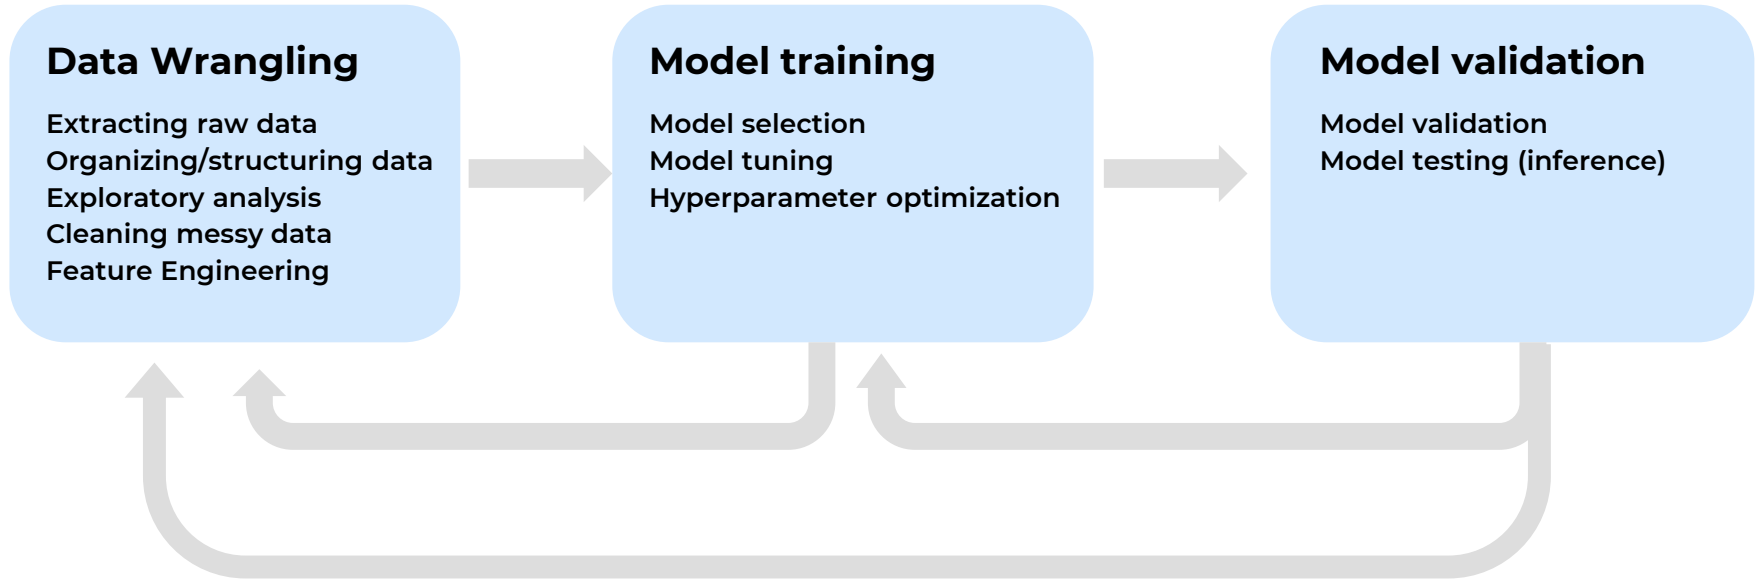 Data Wrangling
Extracting raw data
Organizing/structuring data
Exploratory analysis
Cleaning messy data
Feature Engineering
Model training
Model selection
Model tuning
Hyperparameter optimization
Model validation
Model validation
Model testing (inference)